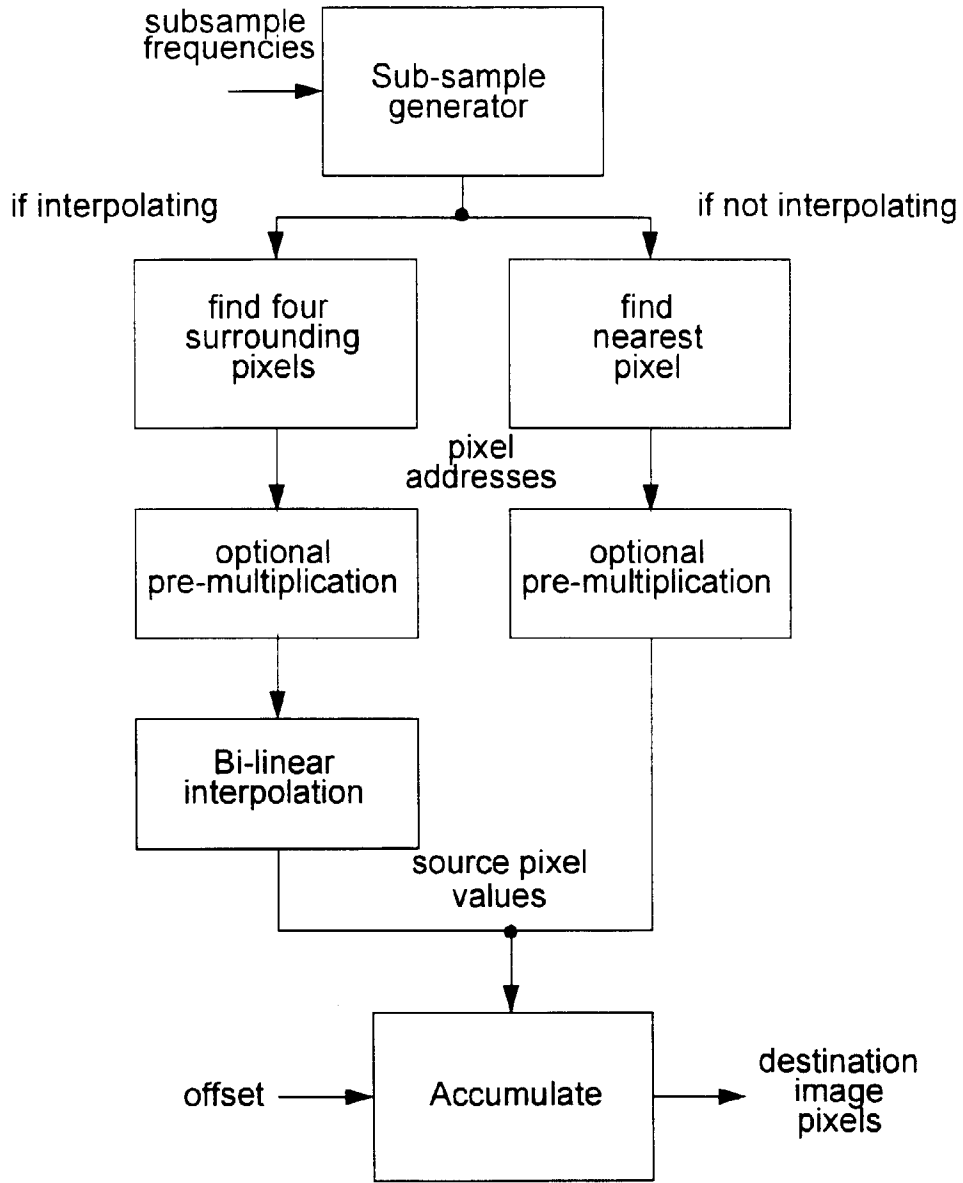 subsample
frequencies
Sub-sample
generator
if interpolating
if not interpolating
find four
surrounding
pixels
find
nearest
pixel
pixel
addresses
optional
pre-multiplication
optional
pre-multiplication
Bi-linear
interpolation
source pixel
values
offset
Accumulate
destination
image
pixels